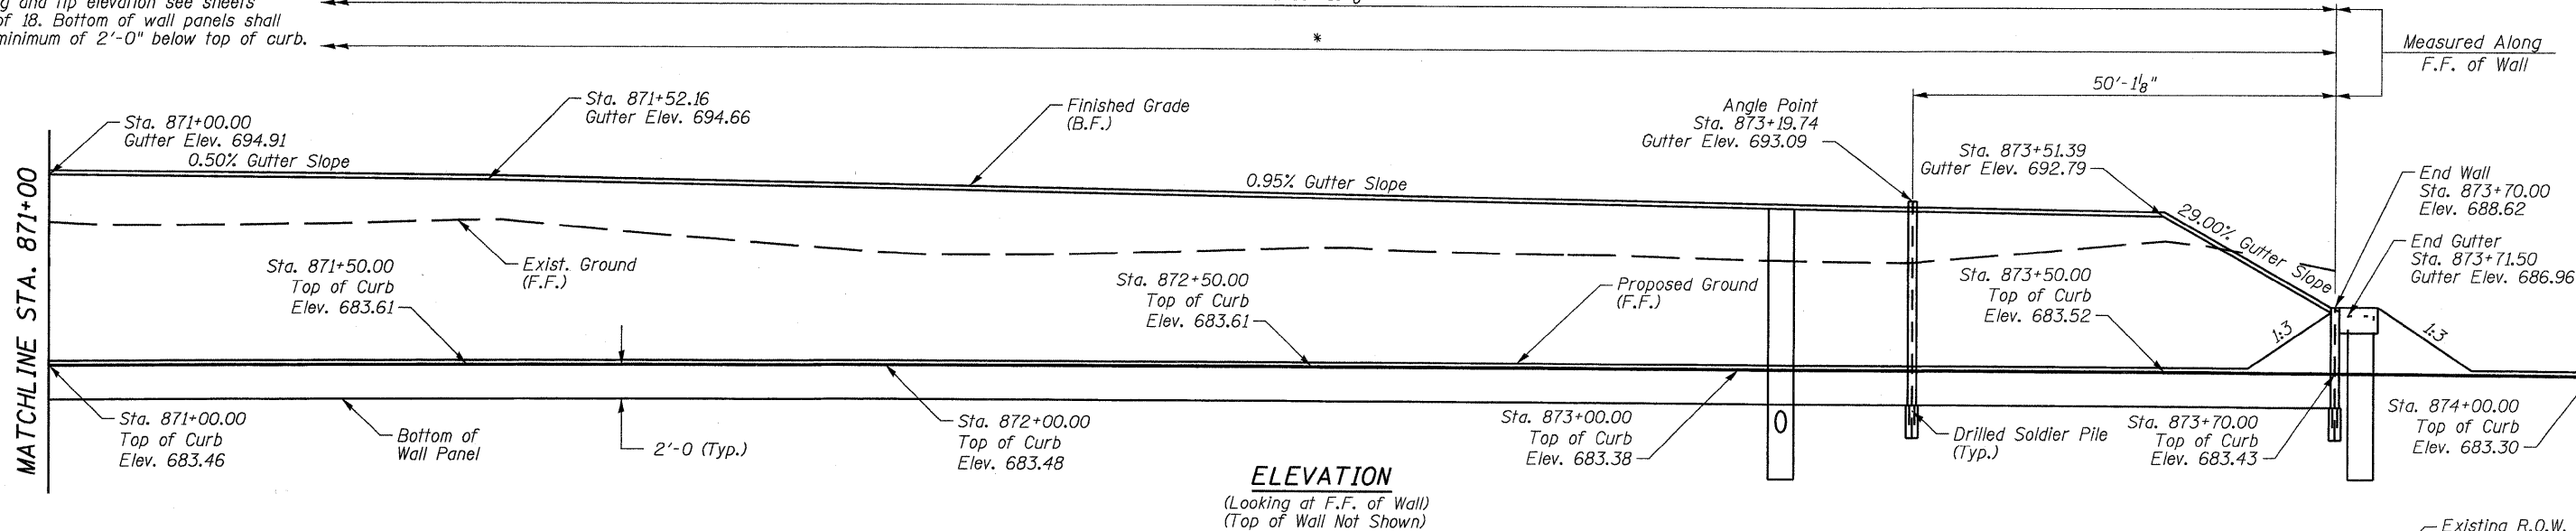 g and tip elevation see sheets
of 18. Bottom of wall panels shall
minimum of 2'-0" below top of curb.
*
Measured Along
F.F. of Wall
50'-1⅛"
Sta. 871+00.00
Gutter Elev. 694.91
0.50% Gutter Slope
Sta. 871+52.16
Gutter Elev. 694.66
Finished Grade
(B.F.)
0.95% Gutter Slope
Angle Point
Sta. 873+19.74
Gutter Elev. 693.09
Sta. 873+51.39
Gutter Elev. 692.79
29.00% Gutter Slope
End Wall
Sta. 873+70.00
Elev. 688.62
End Gutter
Sta. 873+71.50
Gutter Elev. 686.96
MATCHLINE STA. 871+00
Exist. Ground
(F.F.)
Sta. 871+50.00
Top of Curb
Elev. 683.61
Sta. 872+50.00
Top of Curb
Elev. 683.61
Proposed Ground
(F.F.)
Sta. 873+50.00
Top of Curb
Elev. 683.52
1:3
1:3
Sta. 871+00.00
Top of Curb
Elev. 683.46
Bottom of
Wall Panel
2'-0 (Typ.)
Sta. 872+00.00
Top of Curb
Elev. 683.48
Sta. 873+00.00
Top of Curb
Elev. 683.38
Drilled Soldier Pile
(Typ.)
Sta. 873+70.00
Top of Curb
Elev. 683.43
Sta. 874+00.00
Top of Curb
Elev. 683.30
ELEVATION
(Looking at F.F. of Wall)
(Top of Wall Not Shown)
Existing R.O.W.